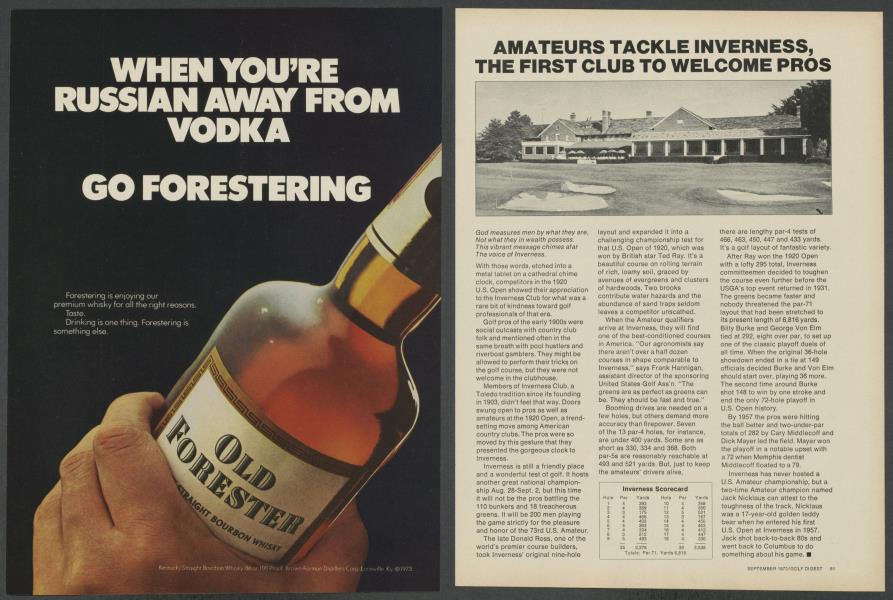 WHEN YOU'RE
RUSSIAN AWAY FROM
VODKA
GO FORESTERING
Forestering is enjoying our
premium whisky for all the right reasons.
Taste.
Drinking is one thing. Forestering is
something else.
OLD
FORESTER
STRAIGHT BOURBON WHISKY
Kentucky Straight Bourbon Whisky, 86 or 100 Proof. Brown-Forman Distillers Corp., Louisville, Ky. ©1973.
AMATEURS TACKLE INVERNESS,
THE FIRST CLUB TO WELCOME PROS
God measures men by what they are,
Not what they in wealth possess.
This vibrant message chimes afar
The voice of Inverness.
With those words, etched into a
metal tablet on a cathedral chime
clock, competitors in the 1920
U.S. Open showed their appreciation
to the Inverness Club for what was a
rare bit of kindness toward golf
professionals of that era.
Golf pros of the early 1900s were
social outcasts with country club
folk and mentioned often in the
same breath with pool hustlers and
riverboat gamblers. They might be
allowed to perform their tricks on
the golf course, but they were not
welcome in the clubhouse.
Members of Inverness Club, a
Toledo tradition since its founding
in 1903, didn't feel that way. Doors
swung open to pros as well as
amateurs at the 1920 Open, a trend-
setting move among American
country clubs. The pros were so
moved by this gesture that they
presented the gorgeous clock to
Inverness.
Inverness is still a friendly place
and a wonderful test of golf. It hosts
another great national champion-
ship Aug. 28-Sept. 2, but this time
it will not be the pros battling the
110 bunkers and 18 treacherous
greens. It will be 200 men playing
the game strictly for the pleasure
and honor of the 73rd U.S. Amateur.
The late Donald Ross, one of the
world's premier course builders,
took Inverness' original nine-hole
layout and expanded it into a
challenging championship test for
that U.S. Open of 1920, which was
won by British star Ted Ray. It's a
beautiful course on rolling terrain
of rich, loamy soil, graced by
avenues of evergreens and clusters
of hardwoods. Two brooks
contribute water hazards and the
abundance of sand traps seldom
leaves a competitor unscathed.
When the Amateur qualifiers
arrive at Inverness, they will find
one of the best-conditioned courses
in America. "Our agronomists say
there aren't over a half dozen
courses in shape comparable to
Inverness," says Frank Hannigan,
assistant director of the sponsoring
United States Golf Ass'n. "The
greens are as perfect as greens can
be. They should be fast and true."
Booming drives are needed on a
few holes, but others demand more
accuracy than firepower. Seven
of the 13 par-4 holes, for instance,
are under 400 yards. Some are as
short as 330, 334 and 368. Both
par-5s are reasonably reachable at
493 and 521 yards. But, just to keep
the amateurs' drivers alive,
Inverness Scorecard
Hole Par Yards Hole Par Yards
Totals: Par 71, Yards 6,816
there are lengthy par-4 tests of
466, 463, 450, 447 and 433 yards.
It's a golf layout of fantastic variety.
After Ray won the 1920 Open
with a lofty 295 total, Inverness
committeemen decided to toughen
the course even further before the
USGA's top event returned in 1931.
The greens became faster and
nobody threatened the par-71
layout that had been stretched to
its present length of 6,816 yards.
Billy Burke and George Von Elm
tied at 292, eight over par, to set up
one of the classic playoff duels of
all time. When the original 36-hole
showdown ended in a tie at 149
officials decided Burke and Von Elm
should start over, playing 36 more.
The second time around Burke
shot 148 to win by one stroke and
end the only 72-hole playoff in
U.S. Open history.
By 1957 the pros were hitting
the ball better and two-under-par
totals of 282 by Cary Middlecoff and
Dick Mayer led the field. Mayer won
the playoff in a notable upset with
a 72 when Memphis dentist
Middlecoff floated to a 79.
Inverness has never hosted a
U.S. Amateur championship, but a
two-time Amateur champion named
Jack Nicklaus can attest to the
toughness of the track. Nicklaus
was a 17-year-old golden teddy
bear when he entered his first
U.S. Open at Inverness in 1957.
Jack shot back-to-back 80s and
went back to Columbus to do
something about his game. ■
SEPTEMBER 1973/GOLF DIGEST